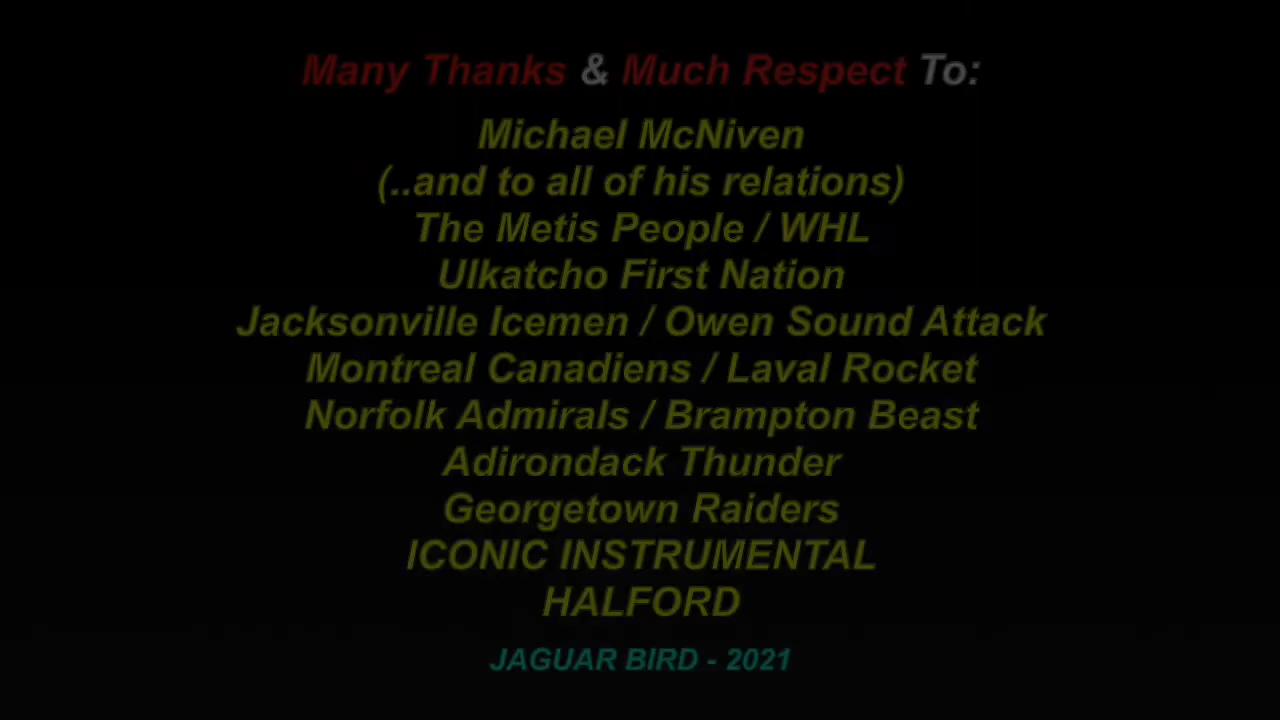 Many Thanks & Much Respect To:
Michael McNiven
(..and to all of his relations)
The Metis People / WHL
Ulkatcho First Nation
Jacksonville Icemen / Owen Sound Attack
Montreal Canadiens / Laval Rocket
Norfolk Admirals / Brampton Beast
Adirondack Thunder
Georgetown Raiders
ICONIC INSTRUMENTAL
HALFORD
JAGUAR BIRD - 2021